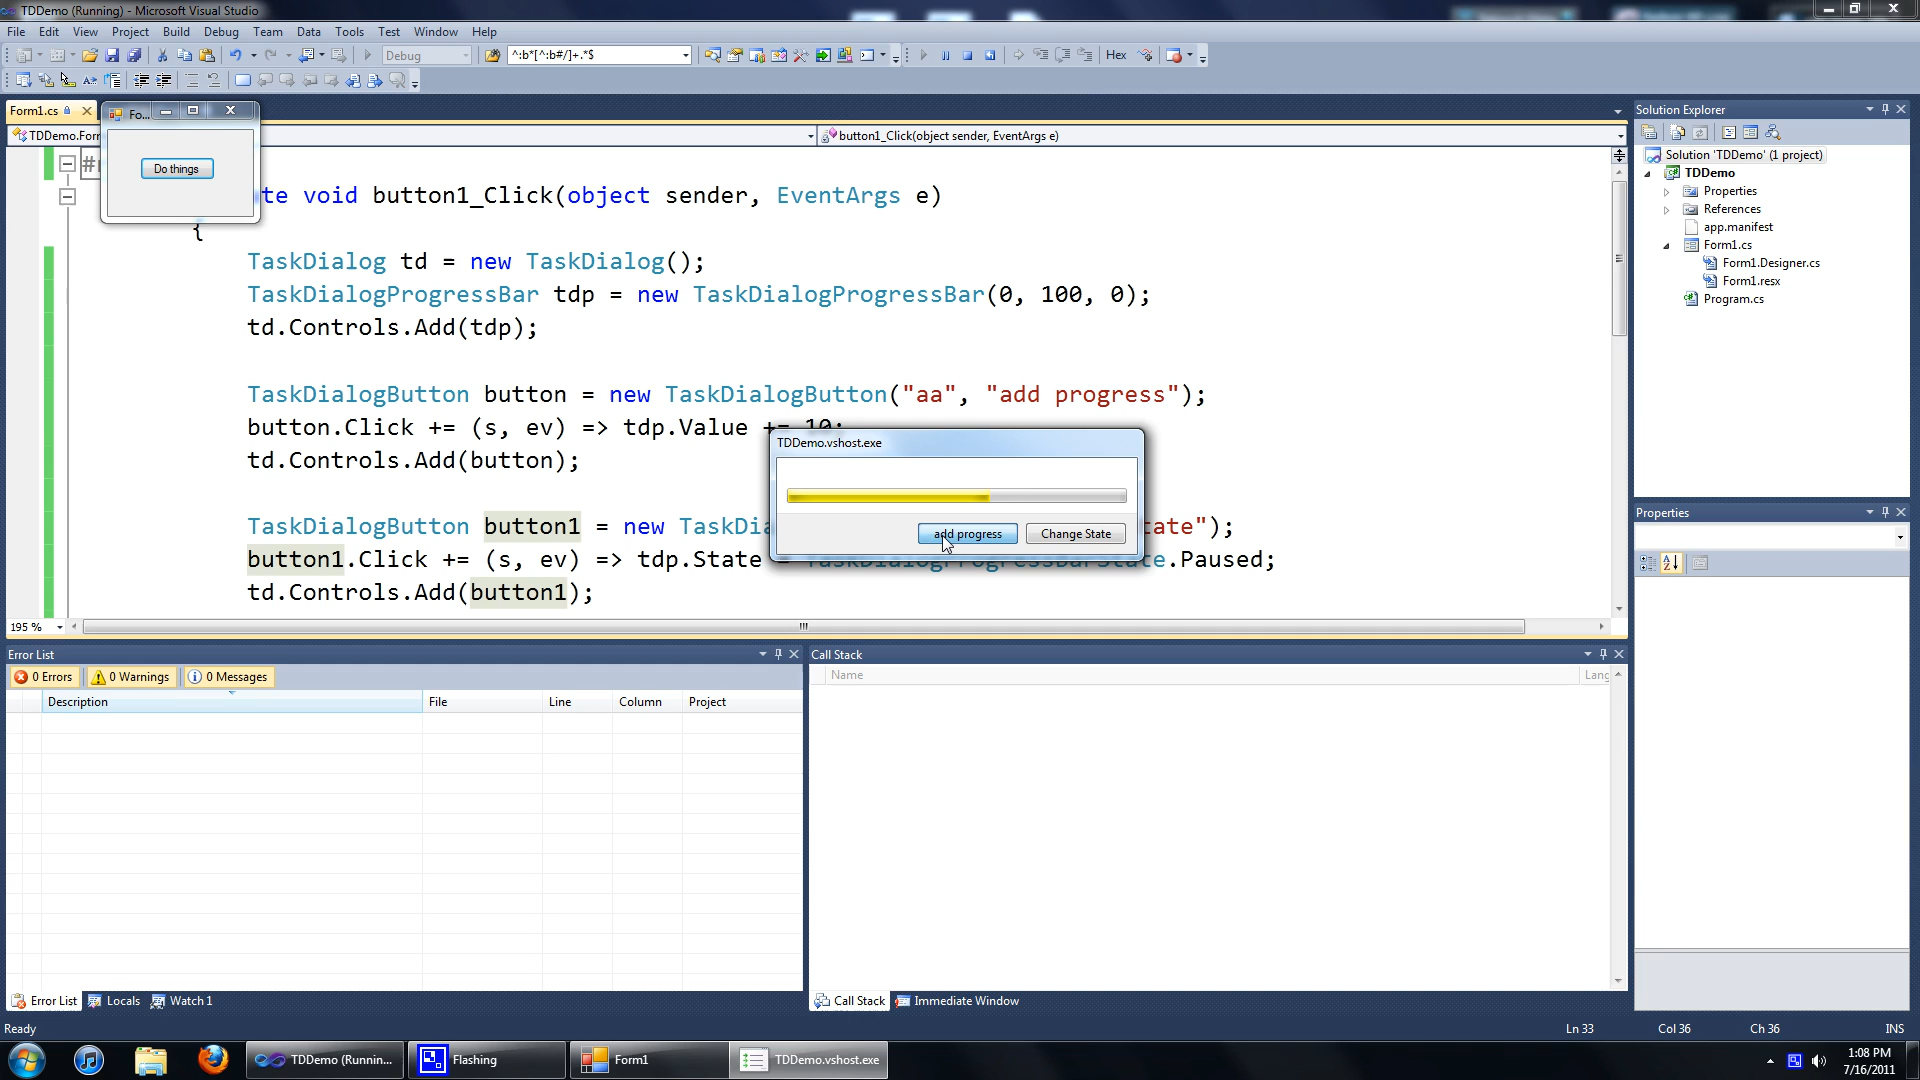 TDDemo (Running) - Microsoft Visual Studio
File Edit View Project Build Debug Team Data Tools Test Window Help
Debug ^:b*[^:b#/]+.*$ Hex
Form1.cs Fo...
TDDemo.Forr button1_Click(object sender, EventArgs e)
Do things
#
te void button1_Click(object sender, EventArgs e)
{
TaskDialog td = new TaskDialog();
TaskDialogProgressBar tdp = new TaskDialogProgressBar(0, 100, 0);
td.Controls.Add(tdp);
TaskDialogButton button = new TaskDialogButton("aa", "add progress");
button.Click += (s, ev) => tdp.Value += 10;
td.Controls.Add(button);
TaskDialogButton button1 = new TaskDia tate");
button1.Click += (s, ev) => tdp.State = TaskDialogProgressBarState.Paused;
td.Controls.Add(button1);
TDDemo.vshost.exe
add progress Change State
195 %
Solution Explorer
Solution 'TDDemo' (1 project)
TDDemo
Properties
References
app.manifest
Form1.cs
Form1.Designer.cs
Form1.resx
Program.cs
Properties
Error List
0 Errors 0 Warnings 0 Messages
Description File Line Column Project
Call Stack
Name Lang
Error List Locals Watch 1
Call Stack Immediate Window
Ready Ln 33 Col 36 Ch 36 INS
TDDemo (Runnin... Flashing Form1 TDDemo.vshost.exe
1:08 PM
7/16/2011